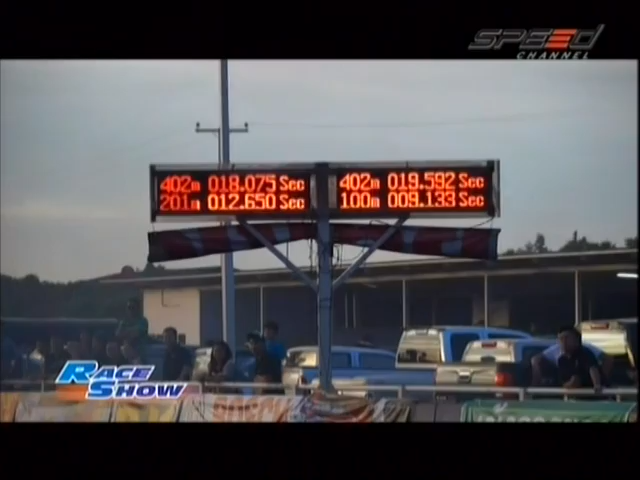 SPEED
CHANNEL
402m 018.075 Sec
201m 012.650 Sec
402m 019.592 Sec
100m 009.133 Sec
RACE
SHOW